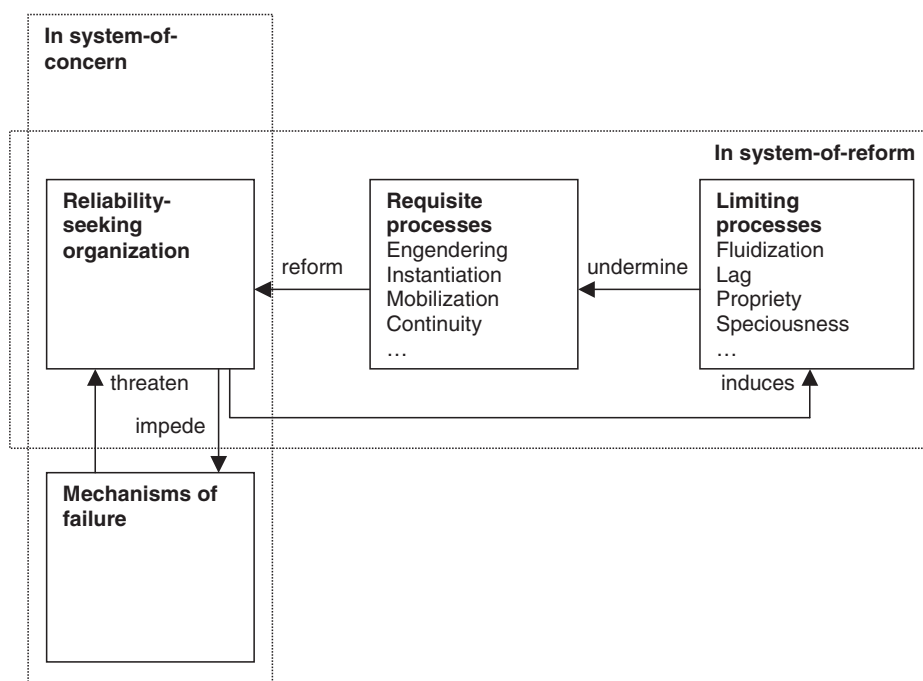 In system-of-
concern
In system-of-reform
Reliability-
seeking
organization
reform
Requisite
processes
Engendering
Instantiation
Mobilization
Continuity
…
undermine
Limiting
processes
Fluidization
Lag
Propriety
Speciousness
…
threaten
induces
impede
Mechanisms of
failure